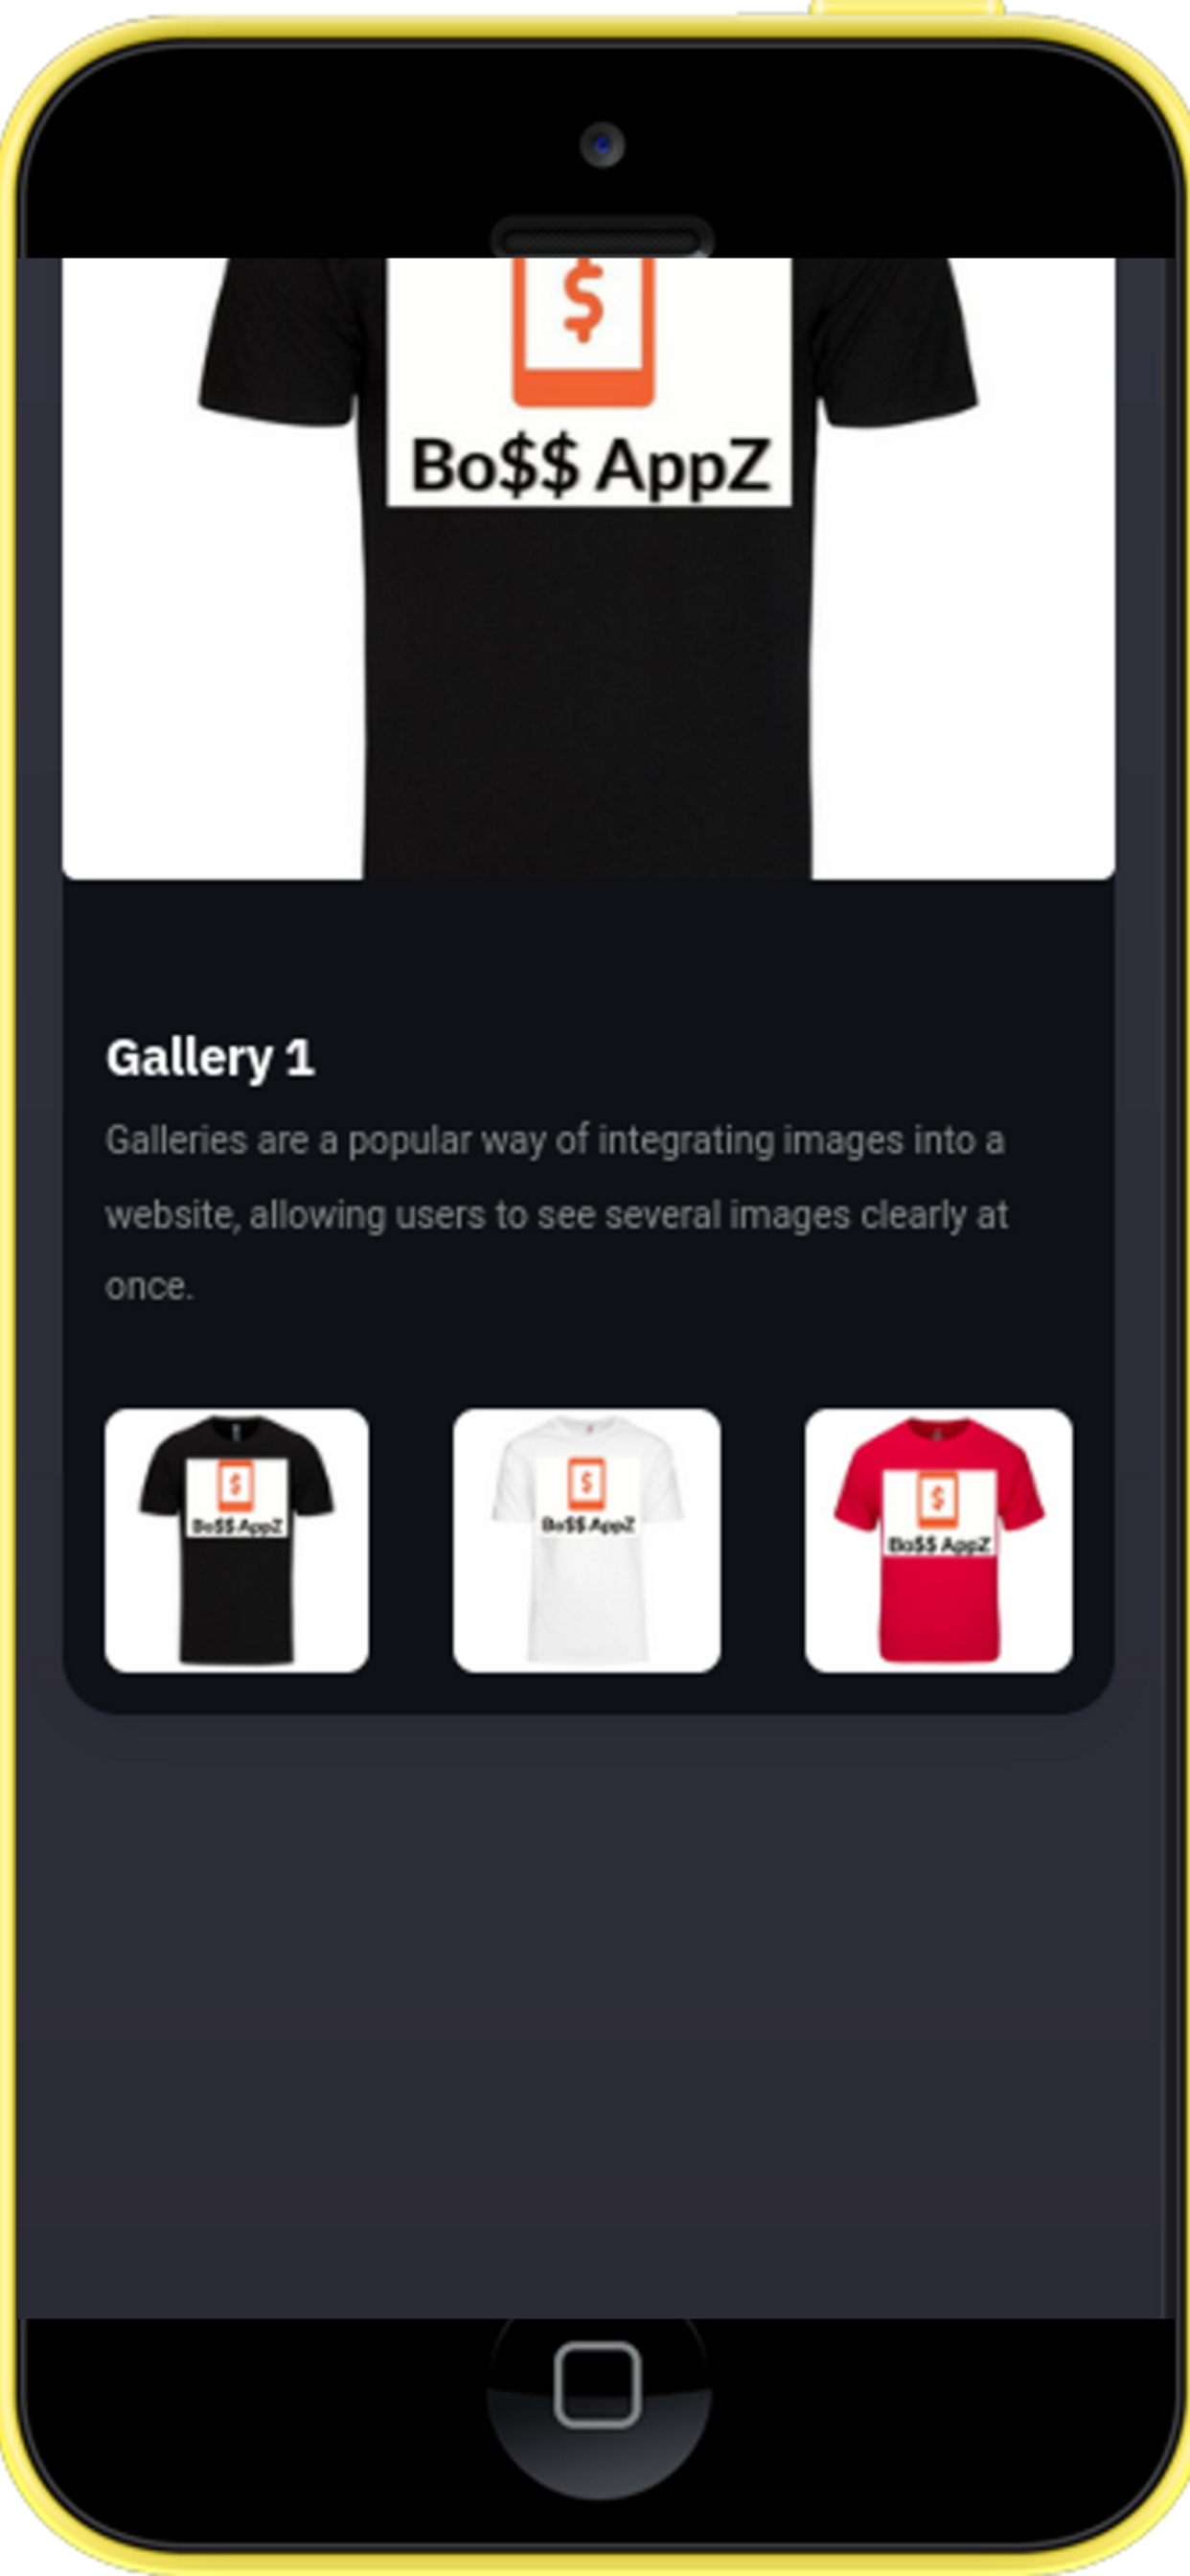 $
Bo$$ AppZ
Gallery 1
Galleries are a popular way of integrating images into a
website, allowing users to see several images clearly at
once.
$
Bo$$ AppZ
$
Bo$$ AppZ
$
Bo$$ AppZ